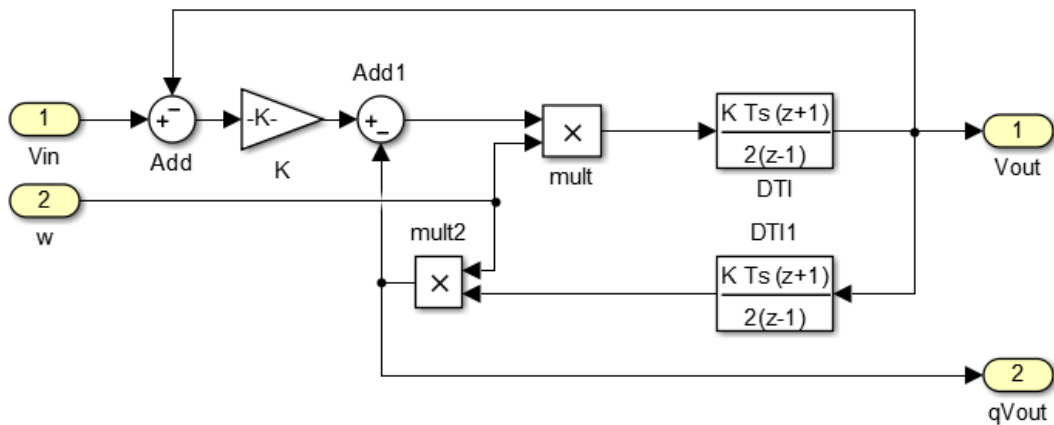 Add1
1
Vin
+
−
Add
-K-
K
+
−
×
mult
K Ts (z+1)
2(z-1)
DTI
1
Vout
2
w
mult2
×
DTI1
K Ts (z+1)
2(z-1)
2
qVout